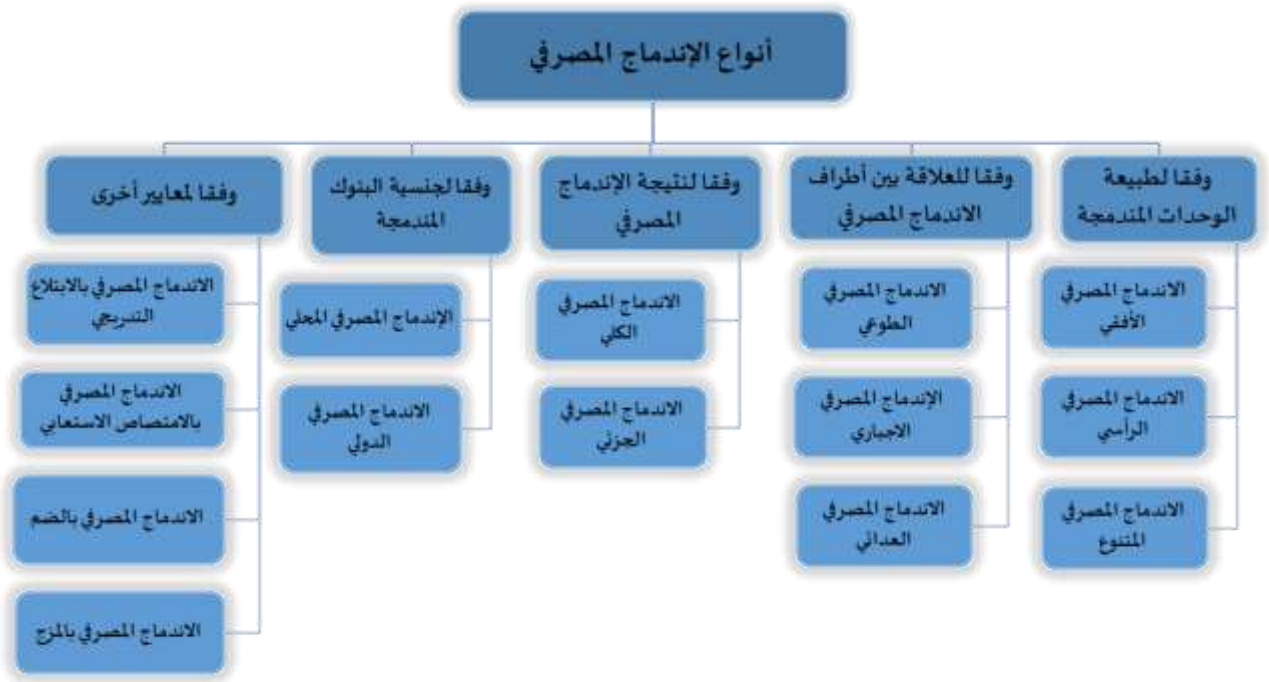 أنواع الإندماج المصرفي
وفقا لطبيعة
الوحدات المندمجة
الاندماج المصرفي
الأفقي
الاندماج المصرفي
الرأسي
الاندماج المصرفي
المتنوع
وفقا للعلاقة بين أطراف
الاندماج المصرفي
الاندماج المصرفي
الطوعي
الإندماج المصرفي
الاجباري
الاندماج المصرفي
العدائي
وفقا لنتيجة الإندماج
المصرفي
الاندماج المصرفي
الكلي
الاندماج المصرفي
الجزئي
وفقا لجنسية البنوك
المندمجة
الإندماج المصرفي المحلي
الاندماج المصرفي
الدولي
وفقا لمعايير أخرى
الاندماج المصرفي بالابتلاع
التدريجي
الاندماج المصرفي
بالامتصاص الاستعابي
الاندماج المصرفي بالضم
الاندماج المصرفي بالمزج